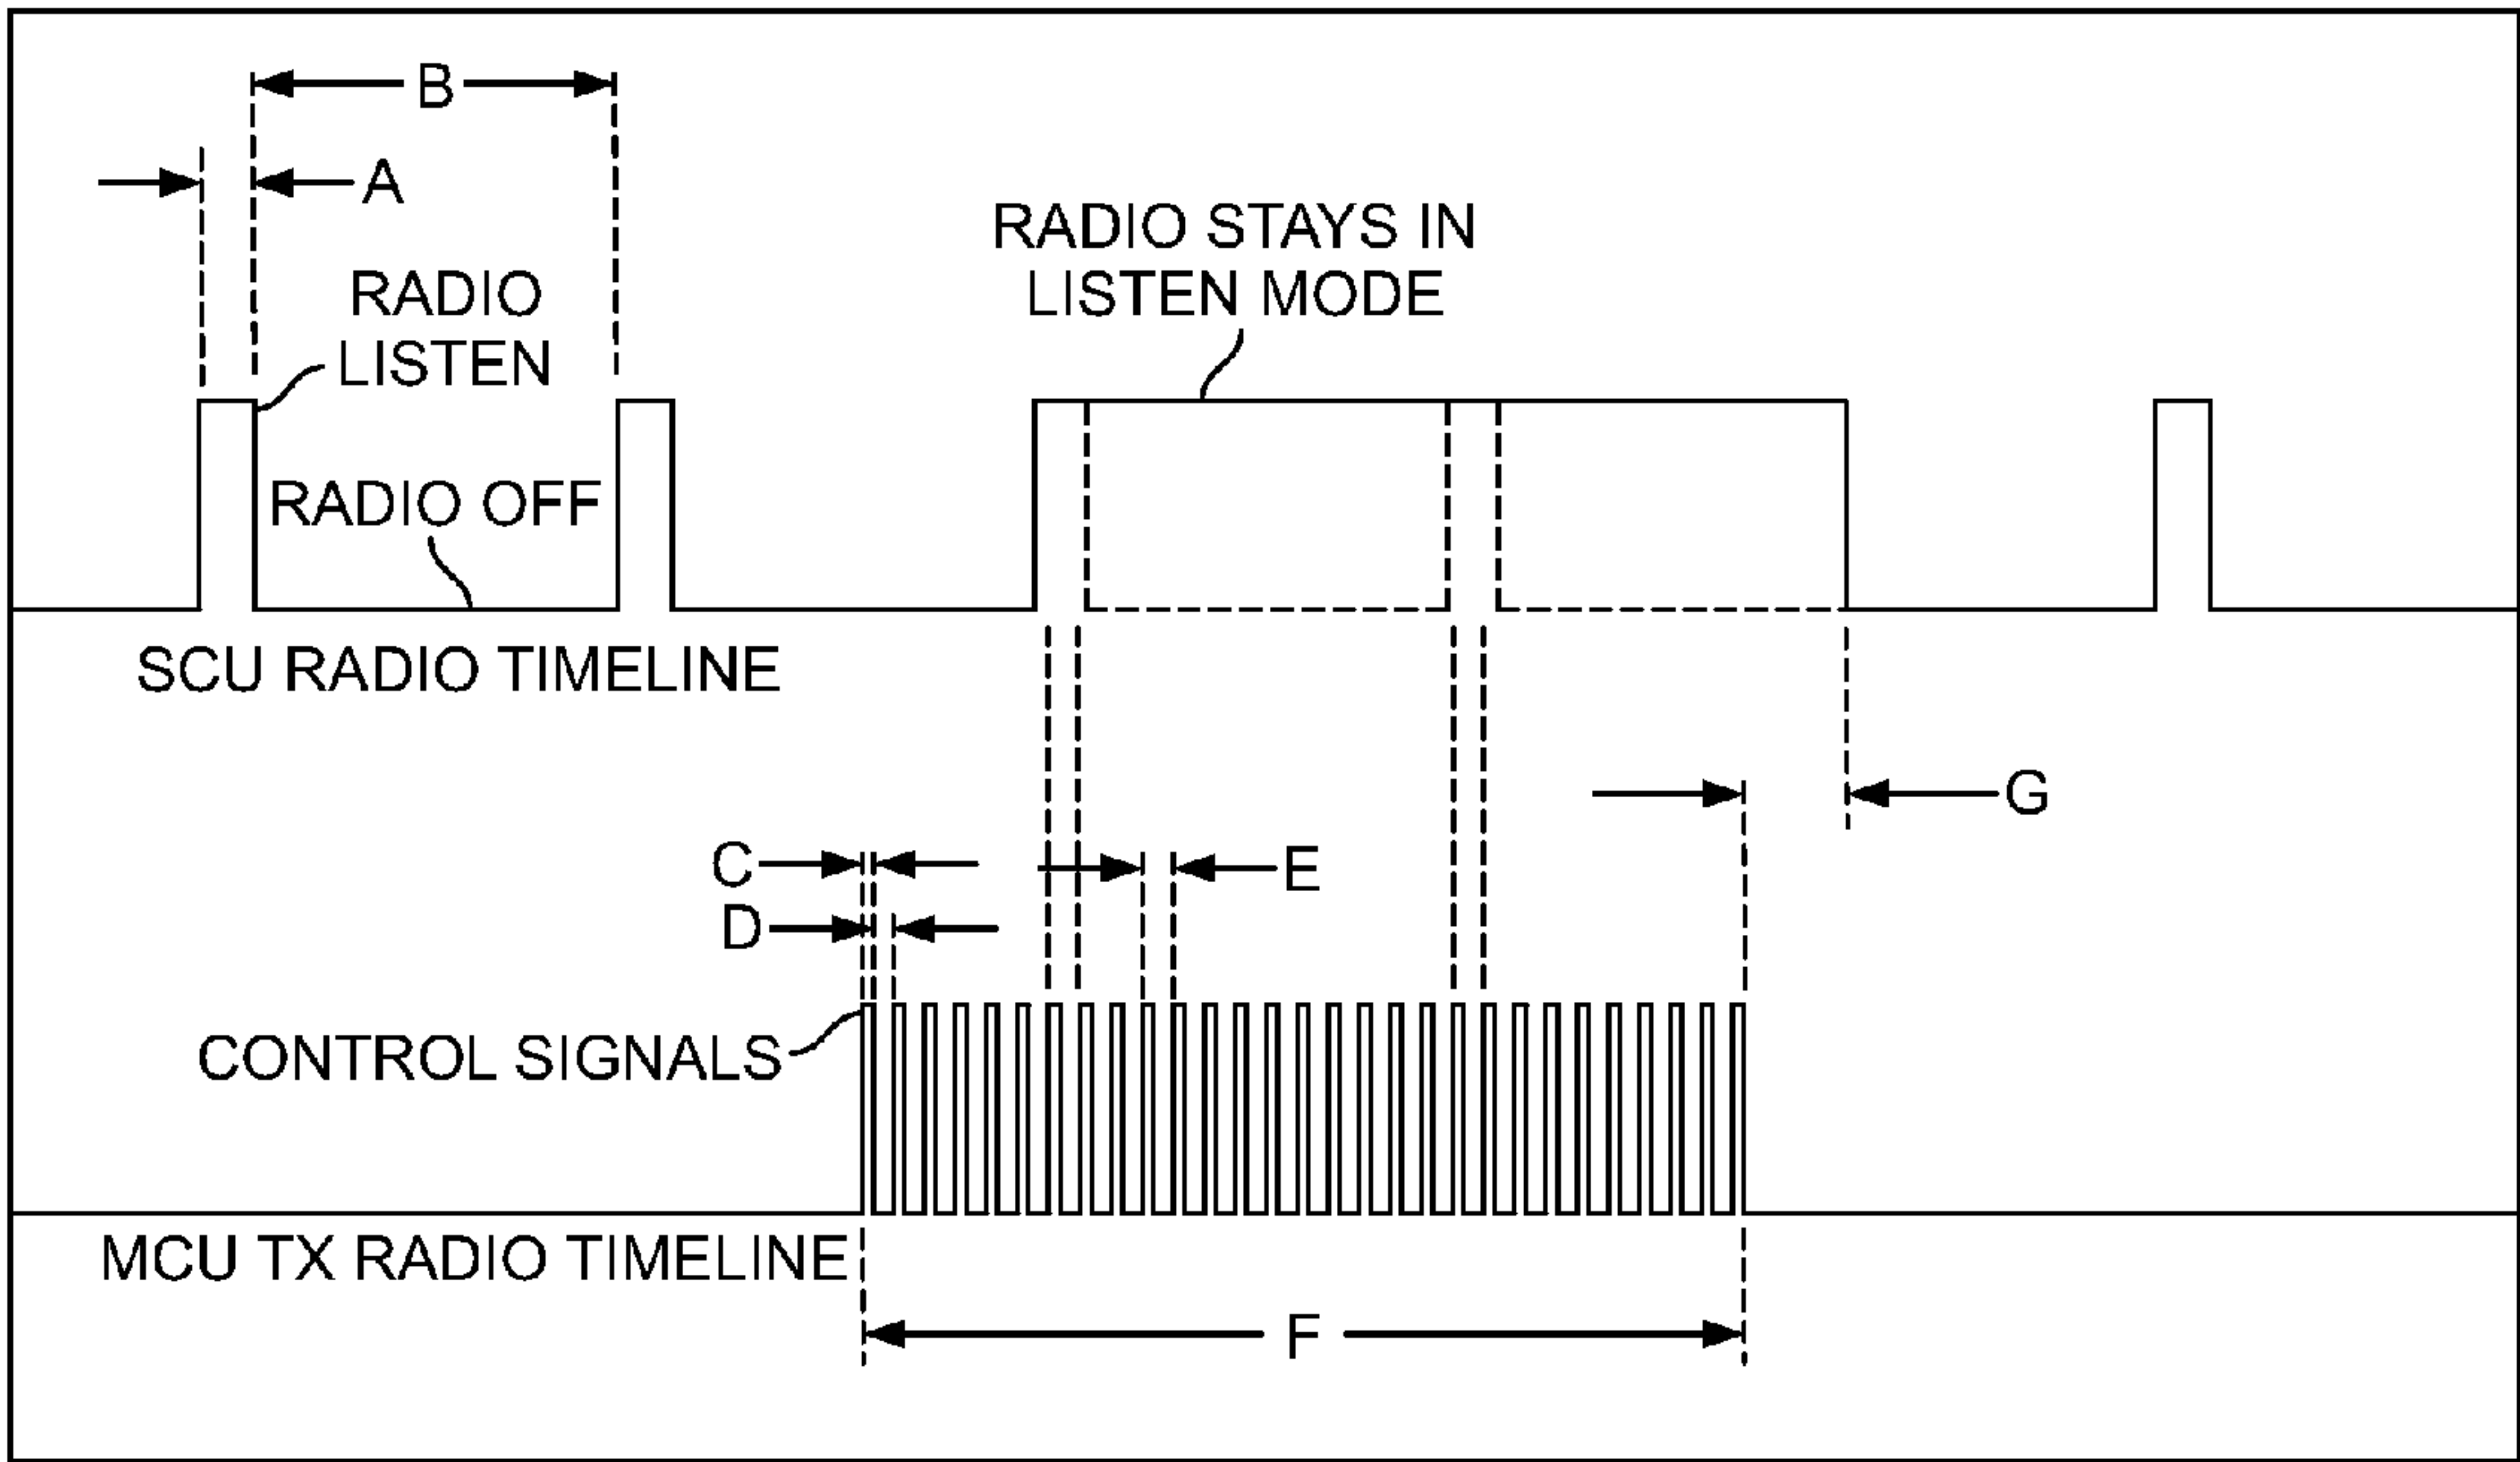 B
A
RADIO STAYS IN
LISTEN MODE
RADIO
LISTEN
RADIO OFF
SCU RADIO TIMELINE
G
C
E
D
CONTROL SIGNALS
MCU TX RADIO TIMELINE
F